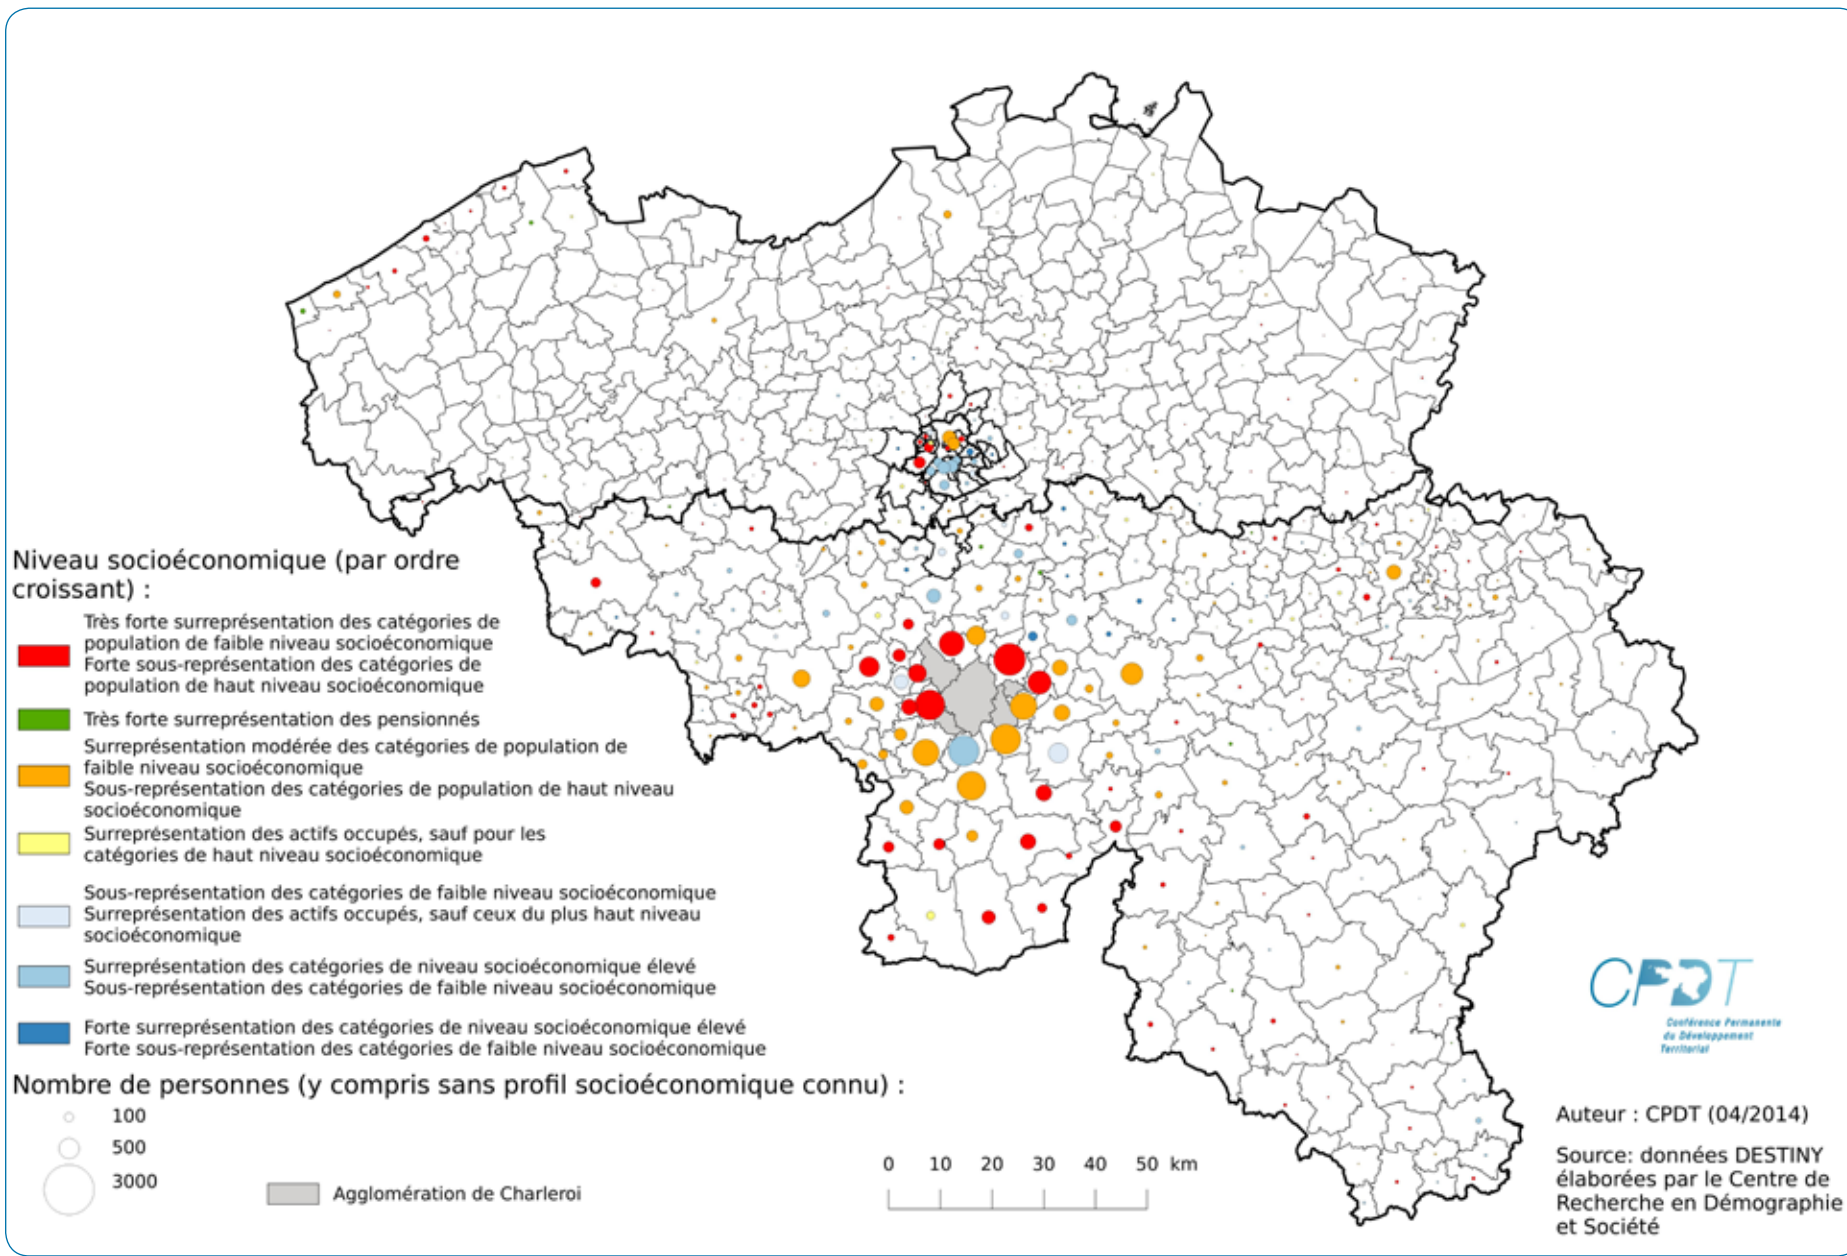 Niveau socioéconomique (par ordre
croissant) :
Très forte surreprésentation des catégories de
population de faible niveau socioéconomique
Forte sous-représentation des catégories de
population de haut niveau socioéconomique
Très forte surreprésentation des pensionnés
Surreprésentation modérée des catégories de population de
faible niveau socioéconomique
Sous-représentation des catégories de population de haut niveau
socioéconomique
Surreprésentation des actifs occupés, sauf pour les
catégories de haut niveau socioéconomique
Sous-représentation des catégories de faible niveau socioéconomique
Surreprésentation des actifs occupés, sauf ceux du plus haut niveau
socioéconomique
Surreprésentation des catégories de niveau socioéconomique élevé
Sous-représentation des catégories de faible niveau socioéconomique
Forte surreprésentation des catégories de niveau socioéconomique élevé
Forte sous-représentation des catégories de faible niveau socioéconomique
Nombre de personnes (y compris sans profil socioéconomique connu) :
100
500
3000
Agglomération de Charleroi
0 10 20 30 40 50 km
CPDT
Conférence Permanente
du Développement
Territorial
Auteur : CPDT (04/2014)
Source: données DESTINY
élaborées par le Centre de
Recherche en Démographie
et Société